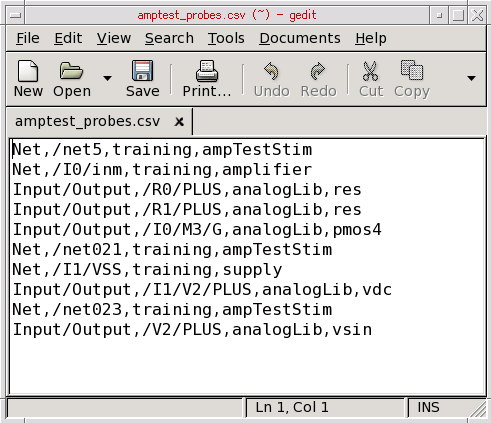 amptest_probes.csv (~) - gedit
File Edit View Search Tools Documents Help
New Open Save Print... Undo Redo Cut Copy
amptest_probes.csv x
Net,/net5,training,ampTestStim
Net,/I0/inm,training,amplifier
Input/Output,/R0/PLUS,analogLib,res
Input/Output,/R1/PLUS,analogLib,res
Input/Output,/I0/M3/G,analogLib,pmos4
Net,/net021,training,ampTestStim
Net,/I1/VSS,training,supply
Input/Output,/I1/V2/PLUS,analogLib,vdc
Net,/net023,training,ampTestStim
Input/Output,/V2/PLUS,analogLib,vsin
Ln 1, Col 1 INS